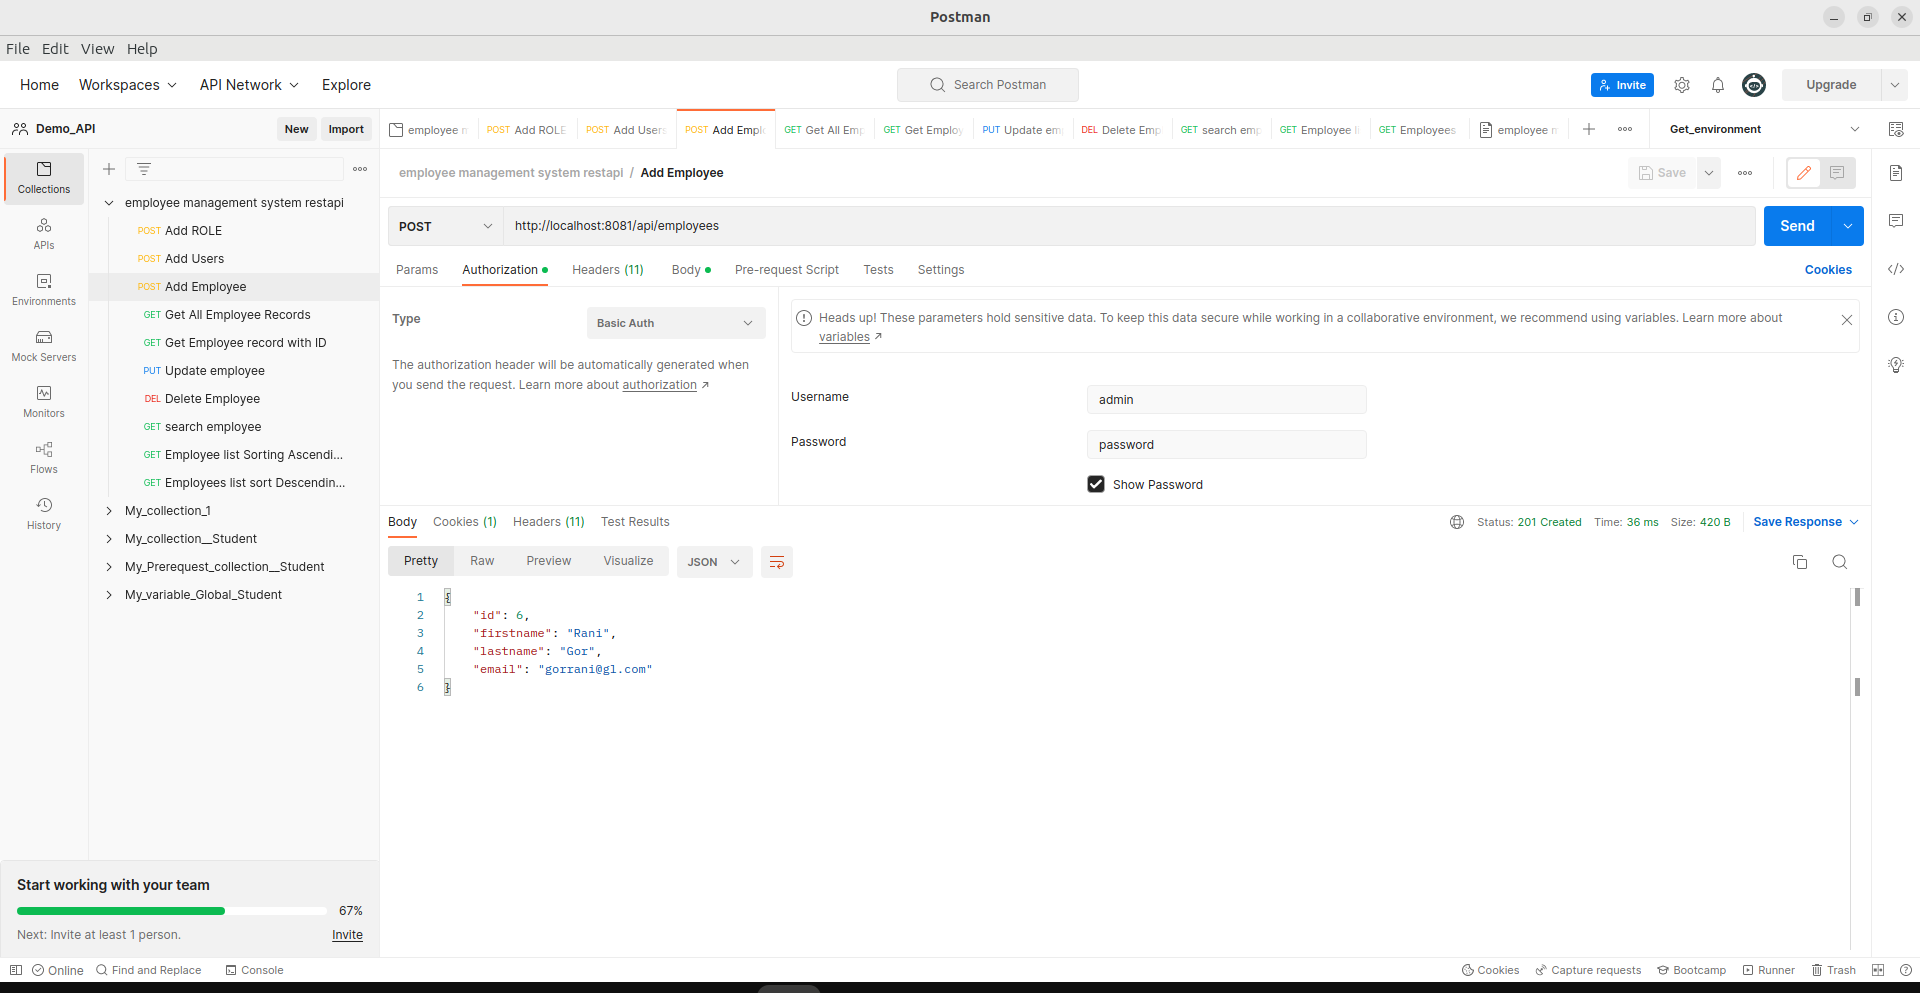 Postman
File Edit View Help
Home Workspaces API Network Explore
Search Postman
Invite
Upgrade
Demo_API
New Import
employee POST Add ROLE POST Add Users POST Add Empl GET Get All Emp GET Get Employ PUT Update em DEL Delete Emp GET search emp GET Employee GET Employees employee
Get_environment
Collections
APIs
Environments
Mock Servers
Monitors
Flows
History
employee management system restapi
POST Add ROLE
POST Add Users
POST Add Employee
GET Get All Employee Records
GET Get Employee record with ID
PUT Update employee
DEL Delete Employee
GET search employee
GET Employee list Sorting Ascendi...
GET Employees list sort Descendin...
My_collection_1
My_collection__Student
My_Prerequest_collection__Student
My_variable_Global_Student
Start working with your team
67%
Next: Invite at least 1 person. Invite
employee management system restapi / Add Employee
Save
POST http://localhost:8081/api/employees
Send
Params Authorization Headers (11) Body Pre-request Script Tests Settings
Cookies
Type Basic Auth
The authorization header will be automatically generated when
you send the request. Learn more about authorization ↗
Heads up! These parameters hold sensitive data. To keep this data secure while working in a collaborative environment, we recommend using variables. Learn more about
variables ↗
Username admin
Password password
Show Password
Body Cookies (1) Headers (11) Test Results
Status: 201 Created Time: 36 ms Size: 420 B Save Response
Pretty Raw Preview Visualize JSON
1 {
2 "id": 6,
3 "firstname": "Rani",
4 "lastname": "Gor",
5 "email": "gorrani@gl.com"
6 }
Online Find and Replace Console
Cookies Capture requests Bootcamp Runner Trash